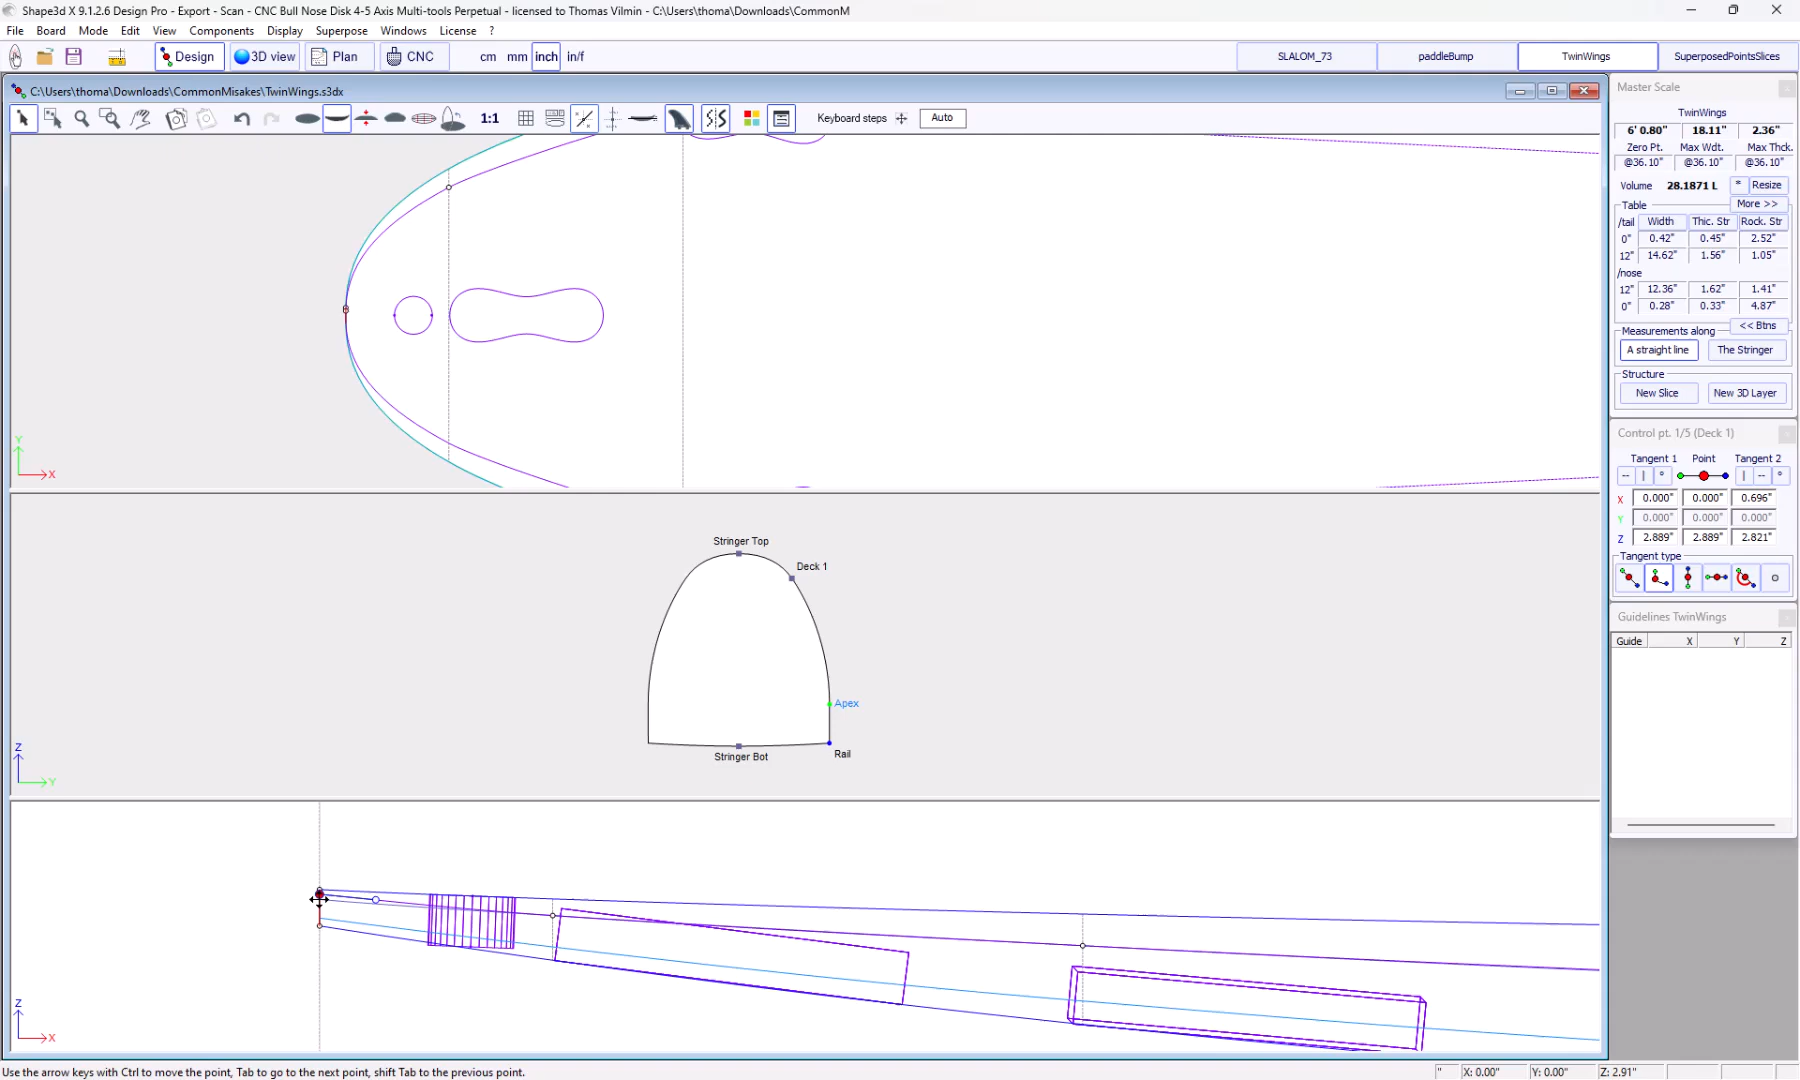 Shape3d X 9.1.2.6 Design Pro - Export - Scan - CNC Bull Nose Disk 4-5 Axis Multi-tools Perpetual - licensed to Thomas Vilmin - C:\Users\thoma\Downloads\CommonM
File Board Mode Edit View Components Display Superpose Windows License ?
Design 3D view Plan CNC cm mm inch in/f SLALOM_73 paddleBump TwinWings SuperposedPointsSlices
C:\Users\thoma\Downloads\CommonMisakes\TwinWings.s3dx
1:1 Keyboard steps Auto
Y
X
Stringer Top
Deck 1
Apex
Rail
Stringer Bot
Z
Y
Z
X
Master Scale
TwinWings
6' 0.80" 18.11" 2.36"
Zero Pt. Max Wdt. Max Thck.
@36.10" @36.10" @36.10"
Volume 28.1871 L * Resize
Table More >>
/tail Width Thic. Str Rock. Str
0" 0.42" 0.45" 2.52"
12" 14.62" 1.56" 1.05"
/nose
12" 12.36" 1.62" 1.41"
0" 0.28" 0.33" 4.87"
Measurements along << Btns
A straight line The Stringer
Structure
New Slice New 3D Layer
Control pt. 1/5 (Deck 1)
Tangent 1 Point Tangent 2
X 0.000" 0.000" 0.696"
Y 0.000" 0.000" 0.000"
Z 2.889" 2.889" 2.821"
Tangent type
Guidelines TwinWings
Guide X Y Z
Use the arrow keys with Ctrl to move the point, Tab to go to the next point, shift Tab to the previous point. " X: 0.00" Y: 0.00" Z: 2.91"